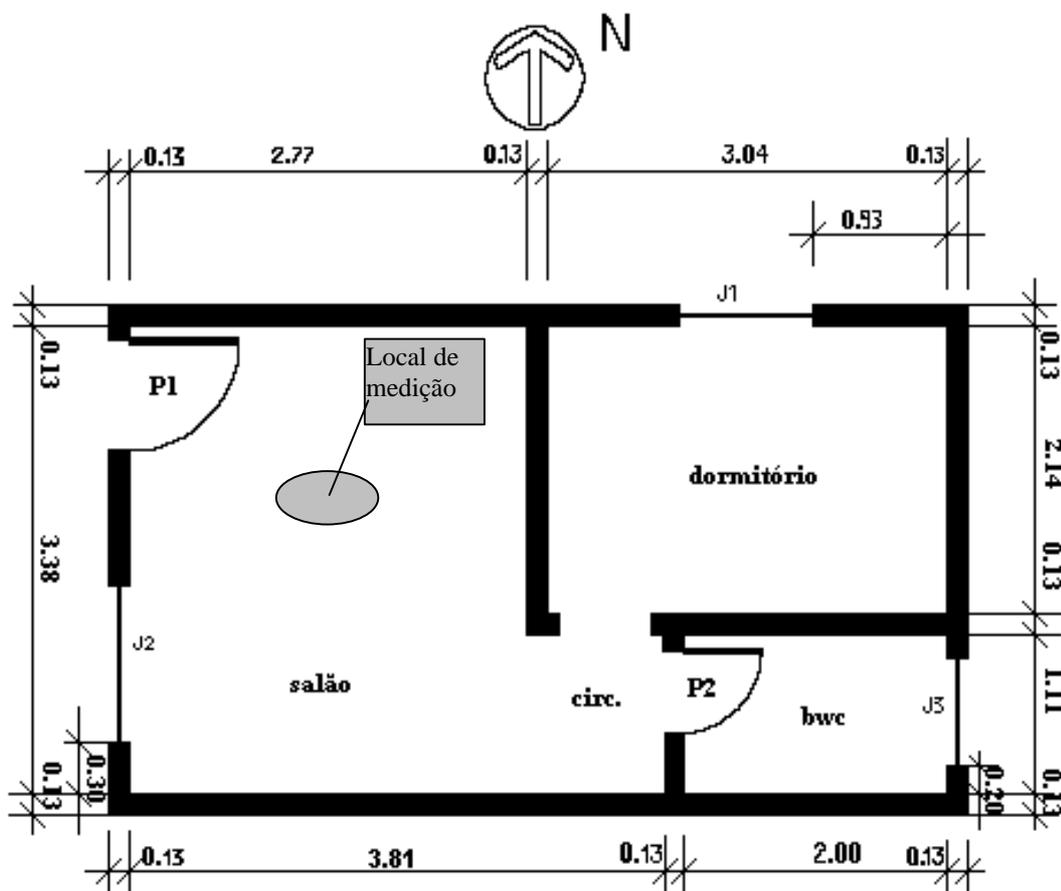 N
0.13 2.77 0.13 3.04 0.13
0.93
J1
0.13
Local de
medição
P1
0.13
dormitório
2.14
3.38
0.13
J2
salão
circ.
P2
bwc
J3
1.11
0.30
0.13
0.20
0.13
0.13 3.81 0.13 2.00 0.13